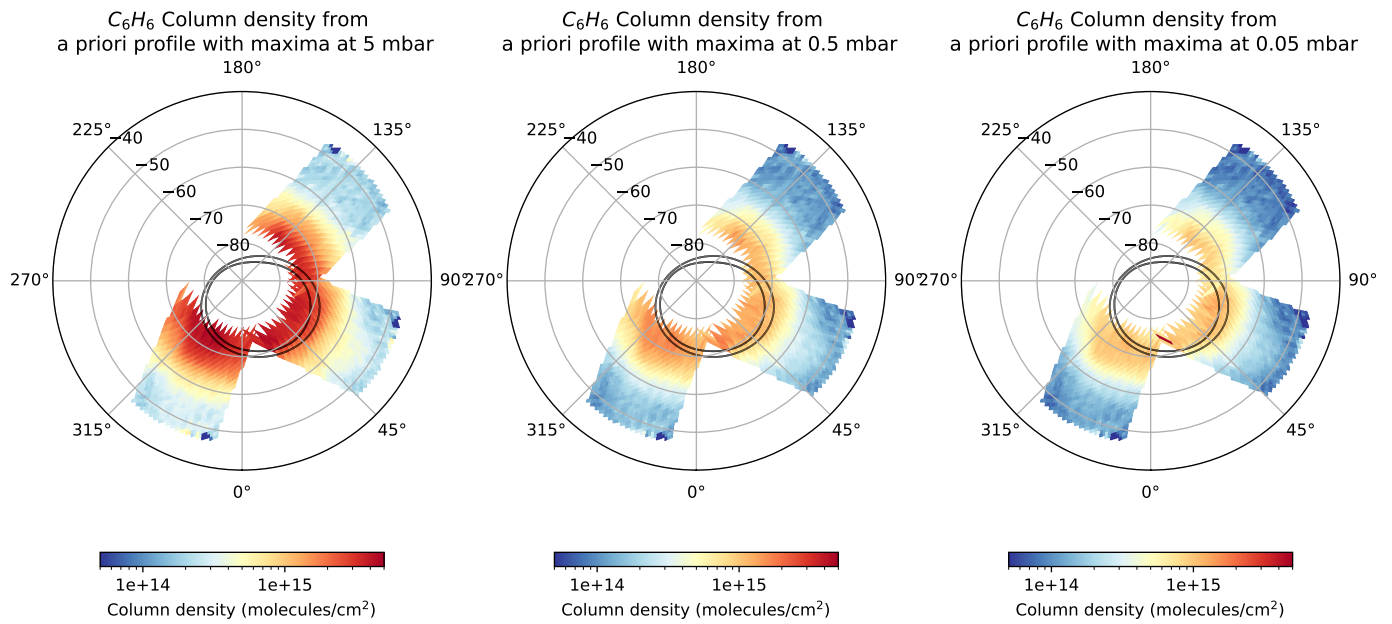 C₆H₆ Column density from
a priori profile with maxima at 5 mbar
180°
225°
135°
−40
−50
−60
−70
−80
270°
90°
315°
45°
0°
1e+14
1e+15
Column density (molecules/cm²)
C₆H₆ Column density from
a priori profile with maxima at 0.5 mbar
180°
225°
135°
−40
−50
−60
−70
−80
270°
90°
315°
45°
0°
1e+14
1e+15
Column density (molecules/cm²)
C₆H₆ Column density from
a priori profile with maxima at 0.05 mbar
180°
225°
135°
−40
−50
−60
−70
−80
270°
90°
315°
45°
0°
1e+14
1e+15
Column density (molecules/cm²)